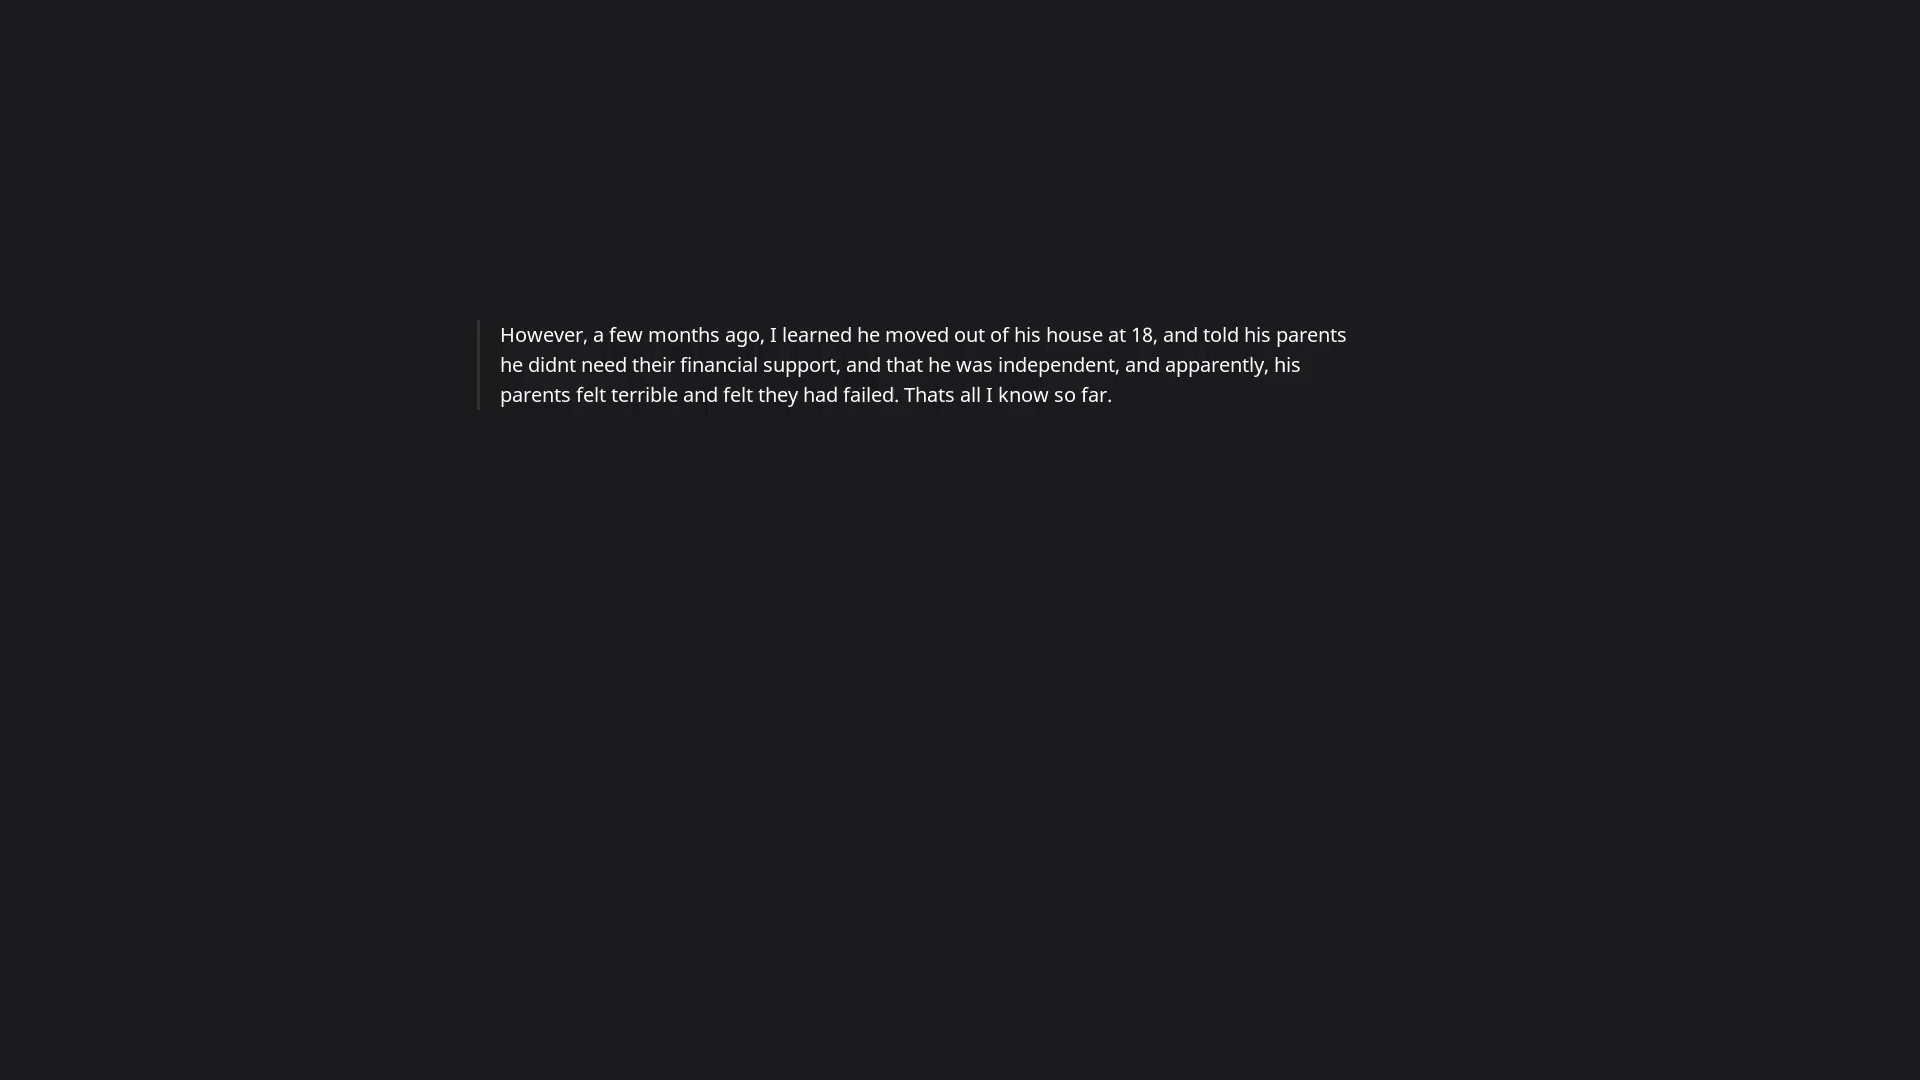 However, a few months ago, I learned he moved out of his house at 18, and told his parents
he didnt need their financial support, and that he was independent, and apparently, his
parents felt terrible and felt they had failed. Thats all I know so far.